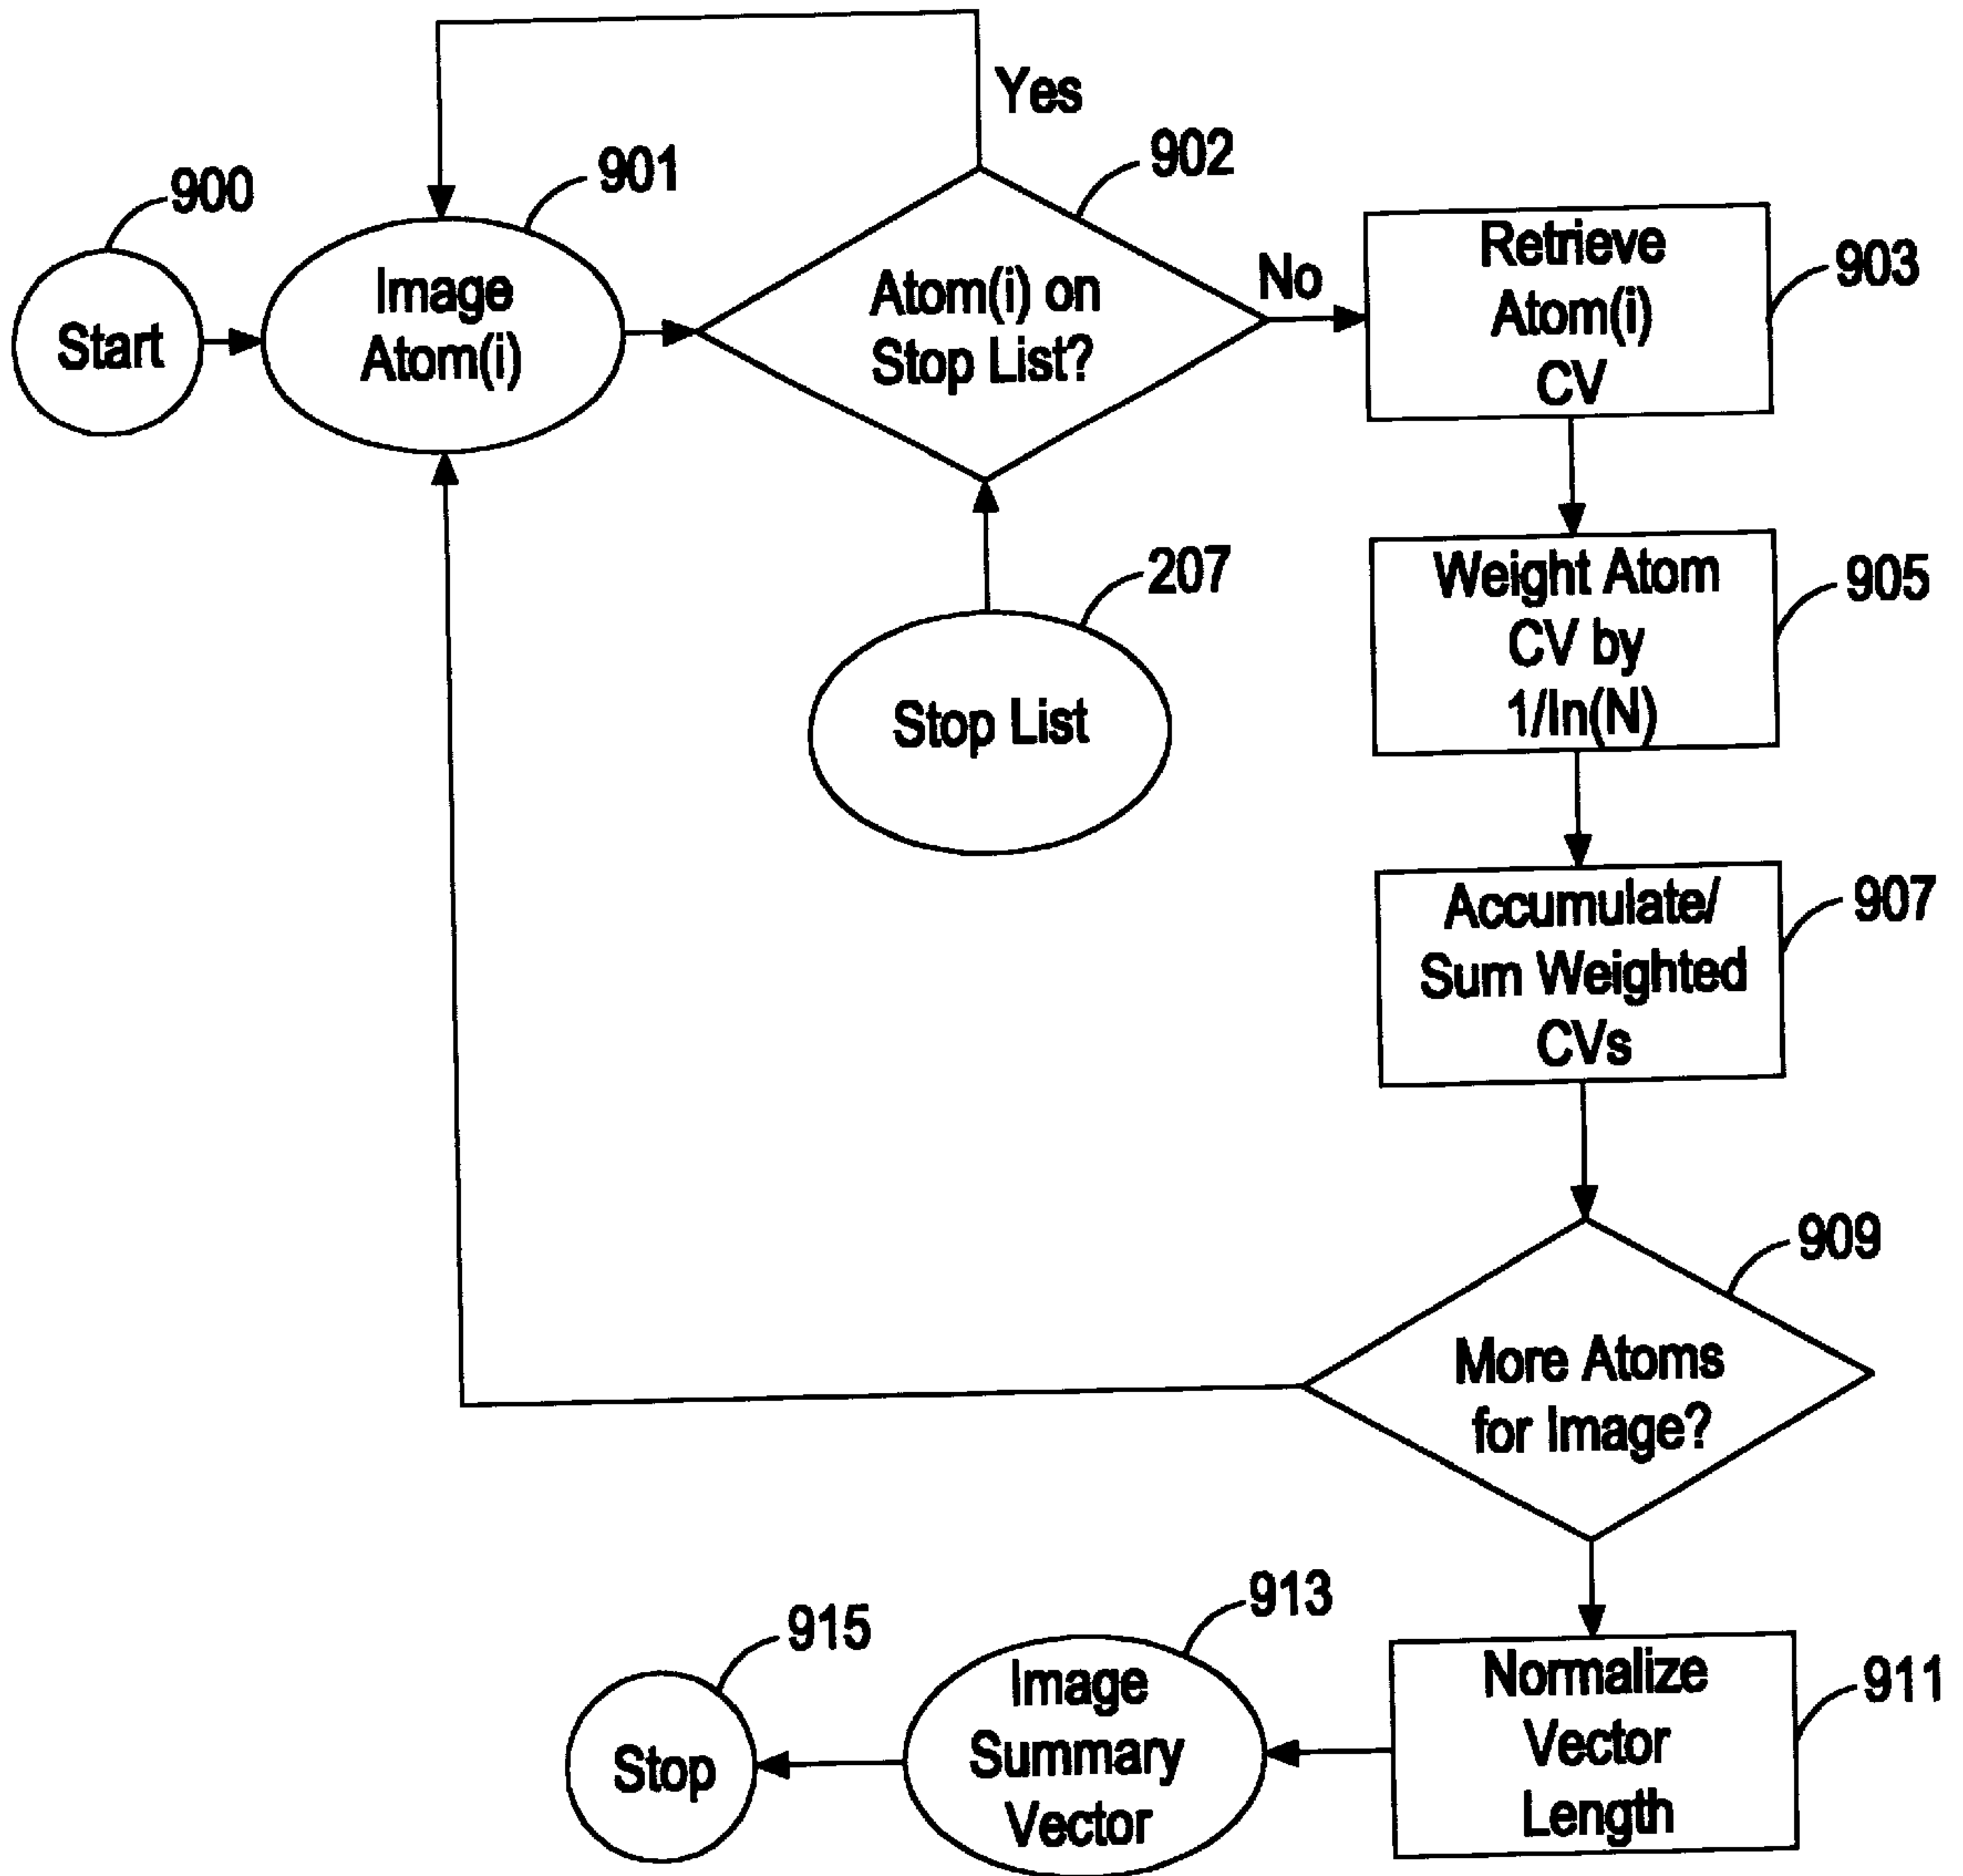 Yes
900
901
902
Start
Image
Atom(i)
Atom(i) on
Stop List?
No
Retrieve
Atom(i)
CV
903
207
Stop List
Weight Atom
CV by
1/ln(N)
905
Accumulate/
Sum Weighted
CVs
907
More Atoms
for Image?
909
Normalize
Vector
Length
911
Image
Summary
Vector
913
Stop
915